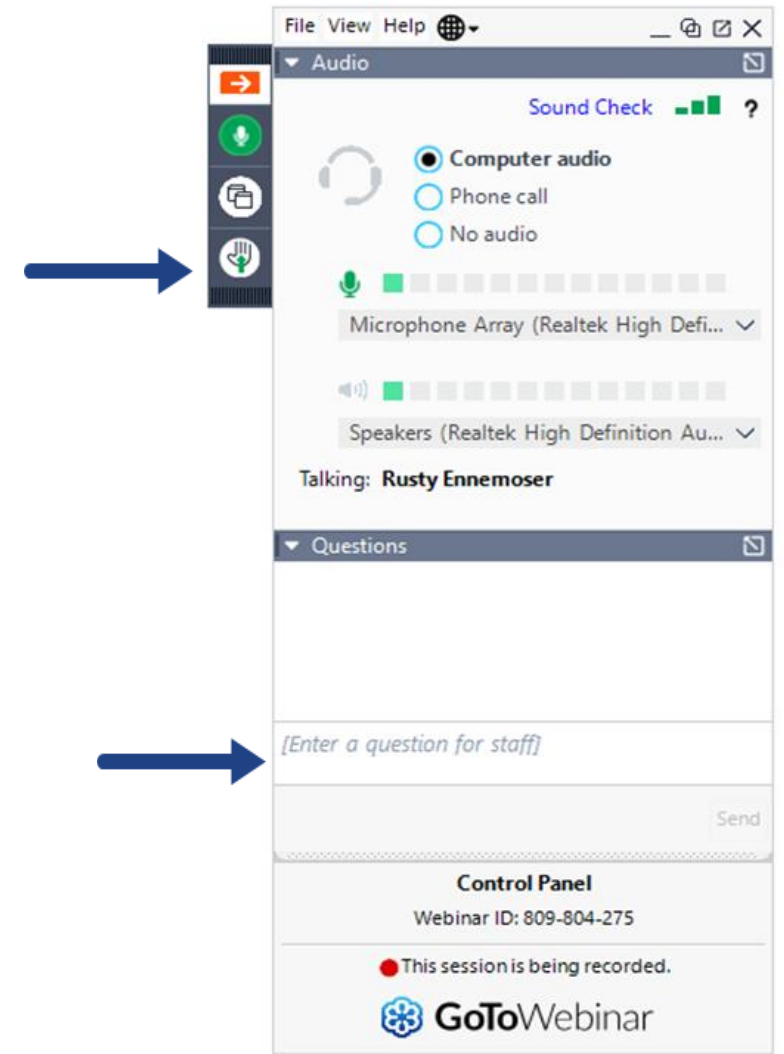 File View Help
Audio
Sound Check ?
Computer audio
Phone call
No audio
Microphone Array (Realtek High Defi...
Speakers (Realtek High Definition Au...
Talking: Rusty Ennemoser
Questions
[Enter a question for staff]
Send
Control Panel
Webinar ID: 809-804-275
This session is being recorded.
GoToWebinar